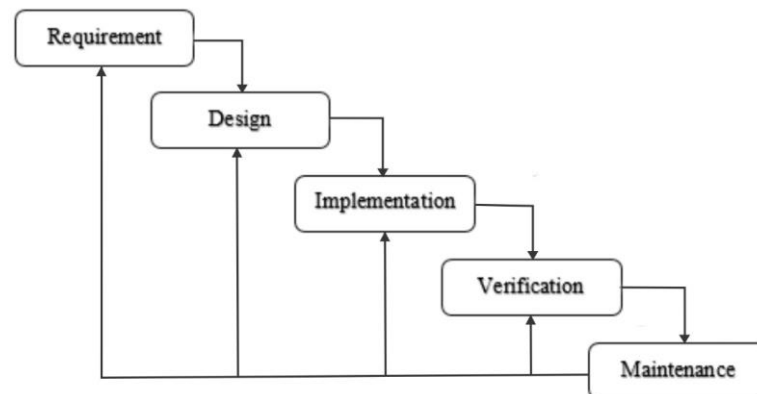 Requirement
Design
Implementation
Verification
Maintenance